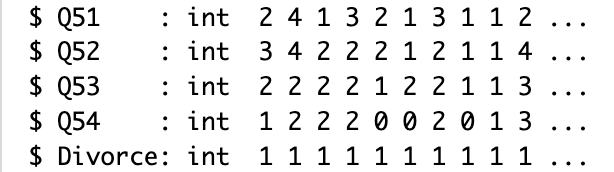 $ Q51    : int  2 4 1 3 2 1 3 1 1 2 ...
$ Q52    : int  3 4 2 2 2 1 2 1 1 4 ...
$ Q53    : int  2 2 2 2 1 2 2 1 1 3 ...
$ Q54    : int  1 2 2 2 0 0 2 0 1 3 ...
$ Divorce: int  1 1 1 1 1 1 1 1 1 1 ...